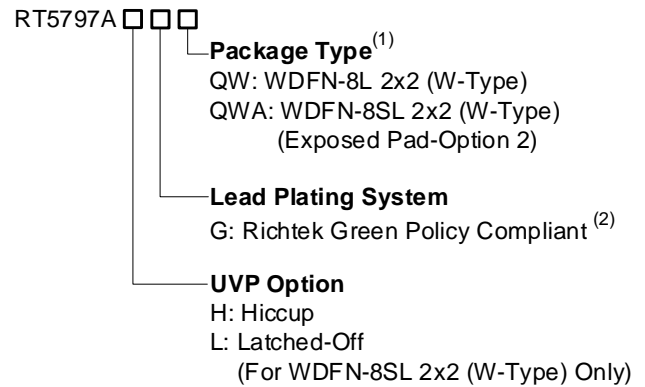 RT5797A
Package Type(1)
QW: WDFN-8L 2x2 (W-Type)
QWA: WDFN-8SL 2x2 (W-Type)
(Exposed Pad-Option 2)
Lead Plating System
G: Richtek Green Policy Compliant (2)
UVP Option
H: Hiccup
L: Latched-Off
(For WDFN-8SL 2x2 (W-Type) Only)